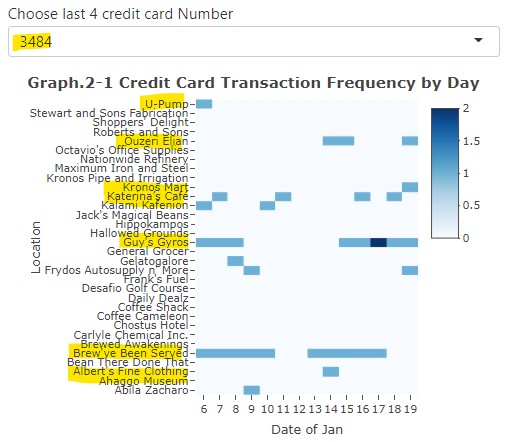 Choose last 4 credit card Number
3484
Graph.2-1 Credit Card Transaction Frequency by Day
U-Pump
Stewart and Sons Fabrication
Shoppers' Delight
Roberts and Sons
Ouzeri Elian
Octavio's Office Supplies
Nationwide Refinery
Maximum Iron and Steel
Kronos Pipe and Irrigation
Kronos Mart
Katerina's Cafe
Kalami Kafenion
Jack's Magical Beans
Hippokampos
Hallowed Grounds
Guy's Gyros
General Grocer
Gelatogalore
Frydos Autosupply n' More
Frank's Fuel
Desafio Golf Course
Daily Dealz
Coffee Shack
Coffee Cameleon
Chostus Hotel
Carlyle Chemical Inc.
Brewed Awakenings
Brew've Been Served
Bean There Done That
Albert's Fine Clothing
Ahaggo Museum
Abila Zacharo
Location
6 7 8 9 10 11 12 13 14 15 16 17 18 19
Date of Jan
2
1.5
1
0.5
0